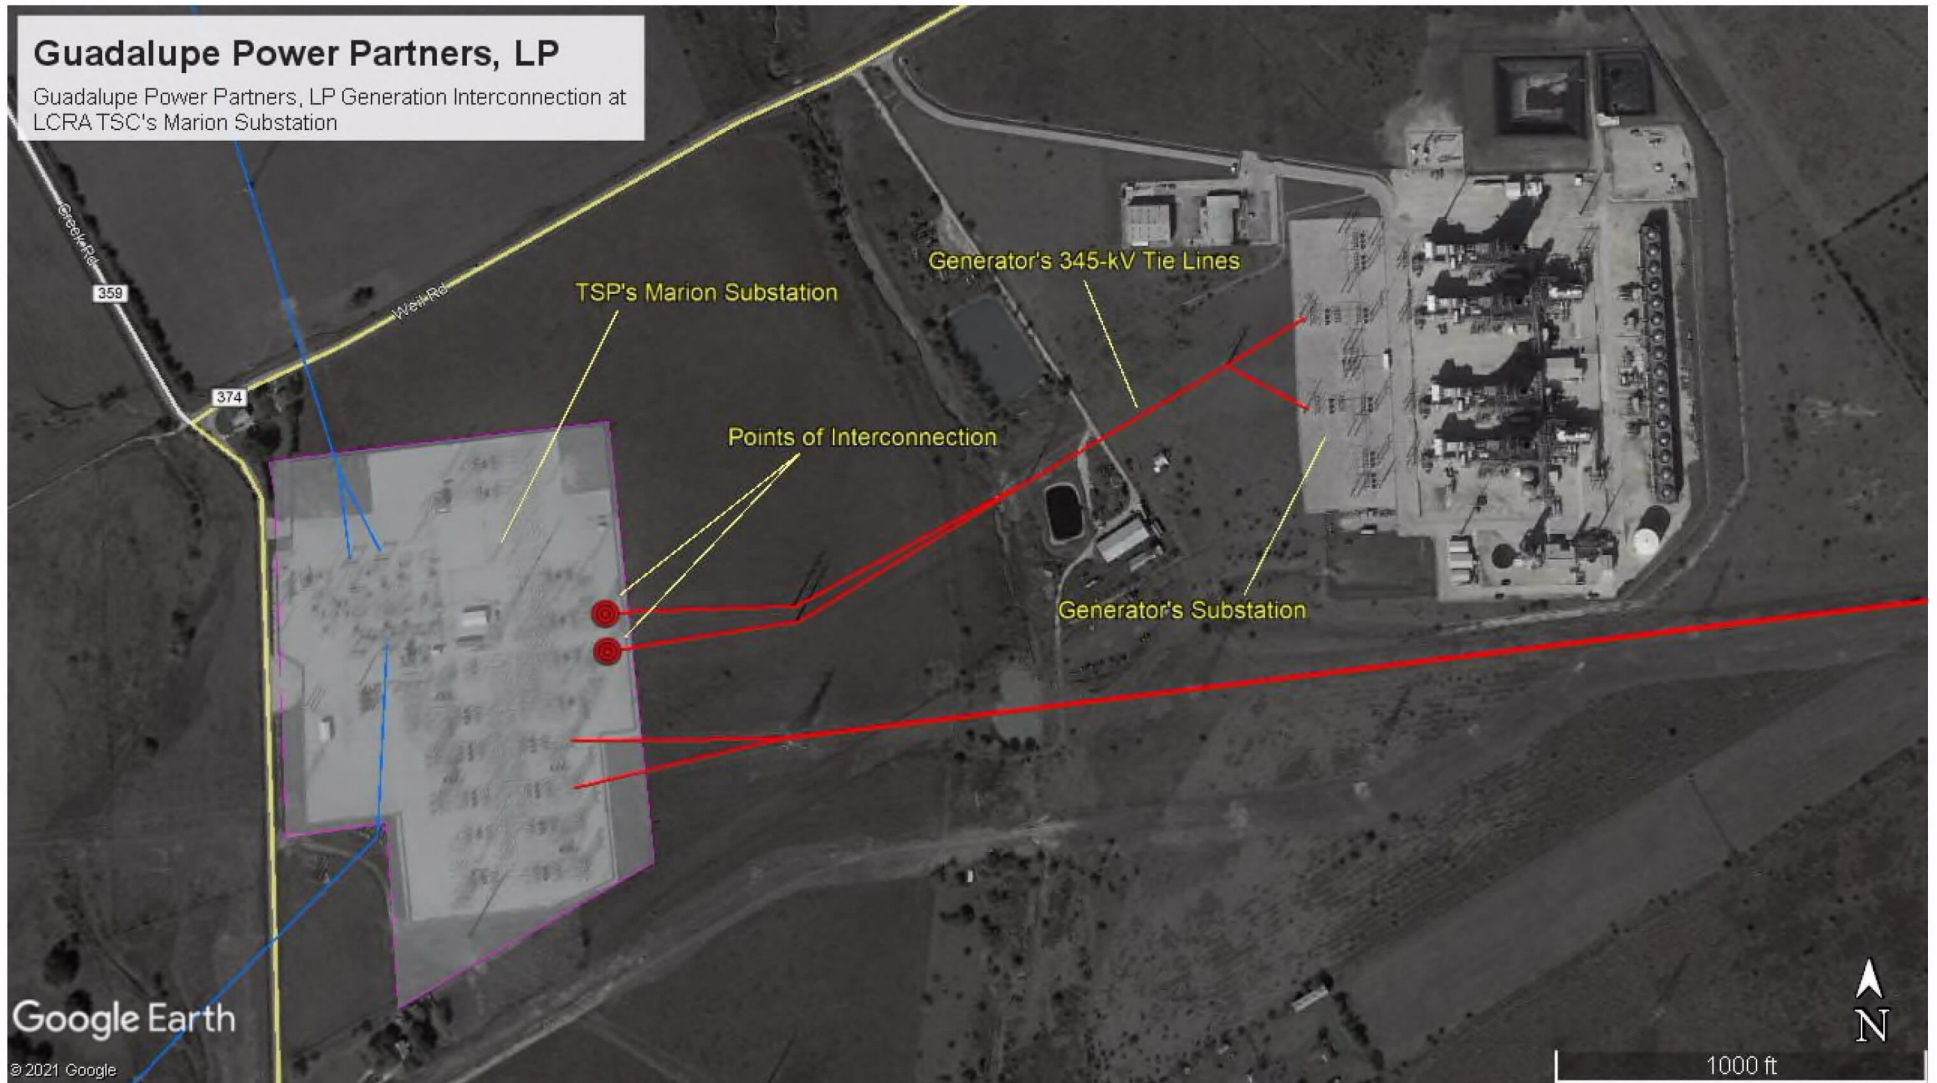 Guadalupe Power Partners, LP
Guadalupe Power Partners, LP Generation Interconnection at
LCRA TSC's Marion Substation
Creek Rd
359
Weil Rd
374
Generator's 345-kV Tie Lines
TSP's Marion Substation
Points of Interconnection
Generator's Substation
Google Earth
© 2021 Google
N
1000 ft